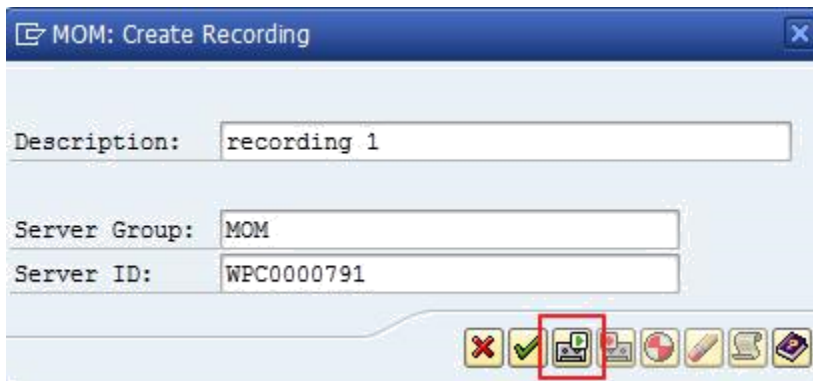 MOM: Create Recording
Description: recording 1
Server Group: MOM
Server ID: WPC0000791